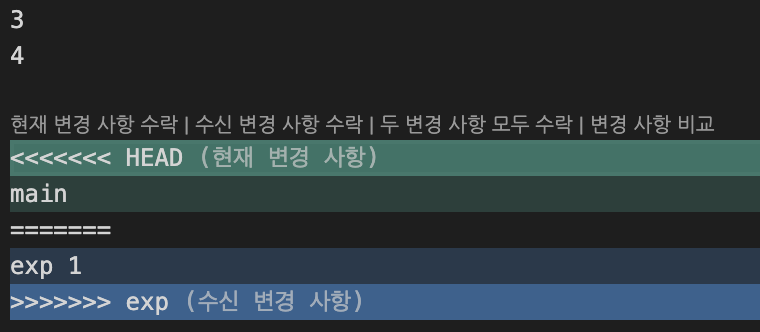 3
4
현재 변경 사항 수락 | 수신 변경 사항 수락 | 두 변경 사항 모두 수락 | 변경 사항 비교
<<<<<<< HEAD (현재 변경 사항)
main
=======
exp 1
>>>>>>> exp (수신 변경 사항)